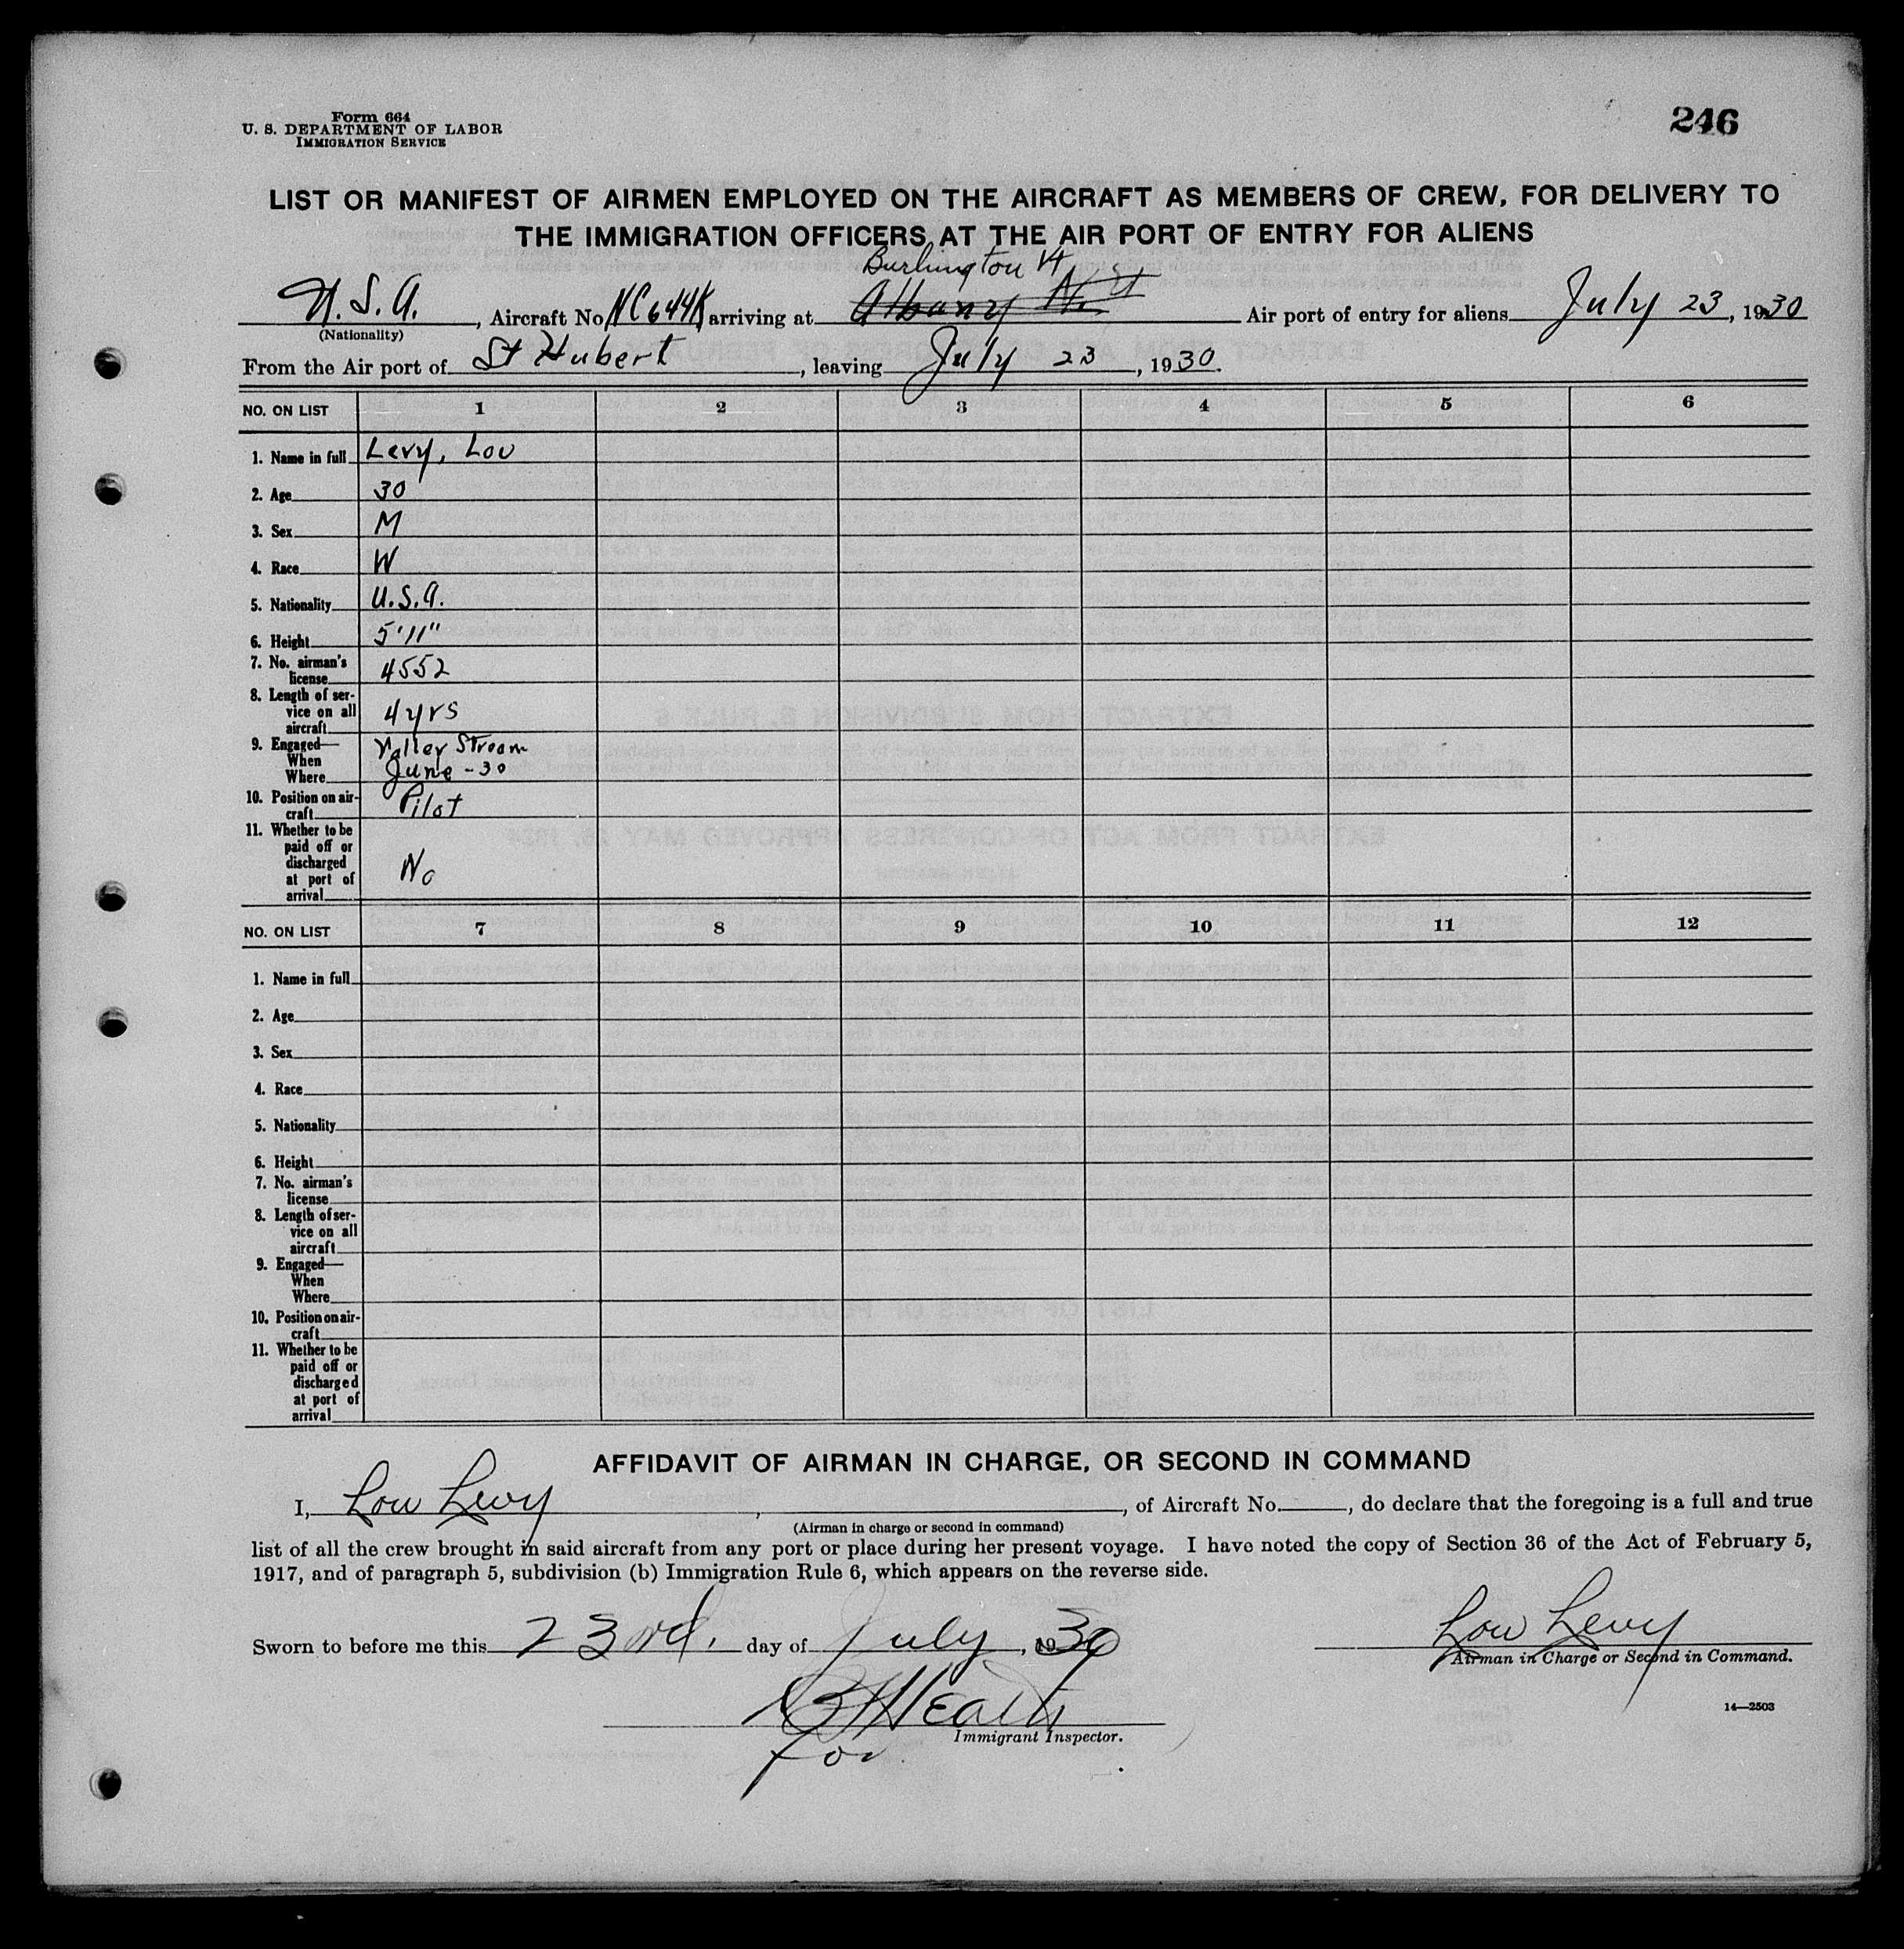 Form 664
U. S. DEPARTMENT OF LABOR
IMMIGRATION SERVICE
246
LIST OR MANIFEST OF AIRMEN EMPLOYED ON THE AIRCRAFT AS MEMBERS OF CREW, FOR DELIVERY TO
THE IMMIGRATION OFFICERS AT THE AIR PORT OF ENTRY FOR ALIENS
Burlington Vt
U.S.A., Aircraft No. NC644K arriving at Albany N.Y. Air port of entry for aliens July 23, 1930
(Nationality)
From the Air port of St Hubert, leaving July 23, 1930.
NO. ON LIST 1 2 3 4 5 6
1. Name in full Levy, Lou
2. Age 30
3. Sex M
4. Race W
5. Nationality U.S.A.
6. Height 5'11"
7. No. airman's
license 4552
8. Length of ser-
vice on all
aircraft 4 yrs
9. Engaged— Valley Stream
When
Where June - 30
10. Position on air-
craft Pilot
11. Whether to be
paid off or
discharged
at port of
arrival No
NO. ON LIST 7 8 9 10 11 12
1. Name in full
2. Age
3. Sex
4. Race
5. Nationality
6. Height
7. No. airman's
license
8. Length of ser-
vice on all
aircraft
9. Engaged—
When
Where
10. Position on air-
craft
11. Whether to be
paid off or
discharged
at port of
arrival
AFFIDAVIT OF AIRMAN IN CHARGE, OR SECOND IN COMMAND
I, Lou Levy, , of Aircraft No. , do declare that the foregoing is a full and true
(Airman in charge or second in command)
list of all the crew brought in said aircraft from any port or place during her present voyage. I have noted the copy of Section 36 of the Act of February 5,
1917, and of paragraph 5, subdivision (b) Immigration Rule 6, which appears on the reverse side.
Sworn to before me this 23rd. day of July, 1930
Lou Levy
Airman in Charge or Second in Command.
Heath
Immigrant Inspector.
for
14—2503